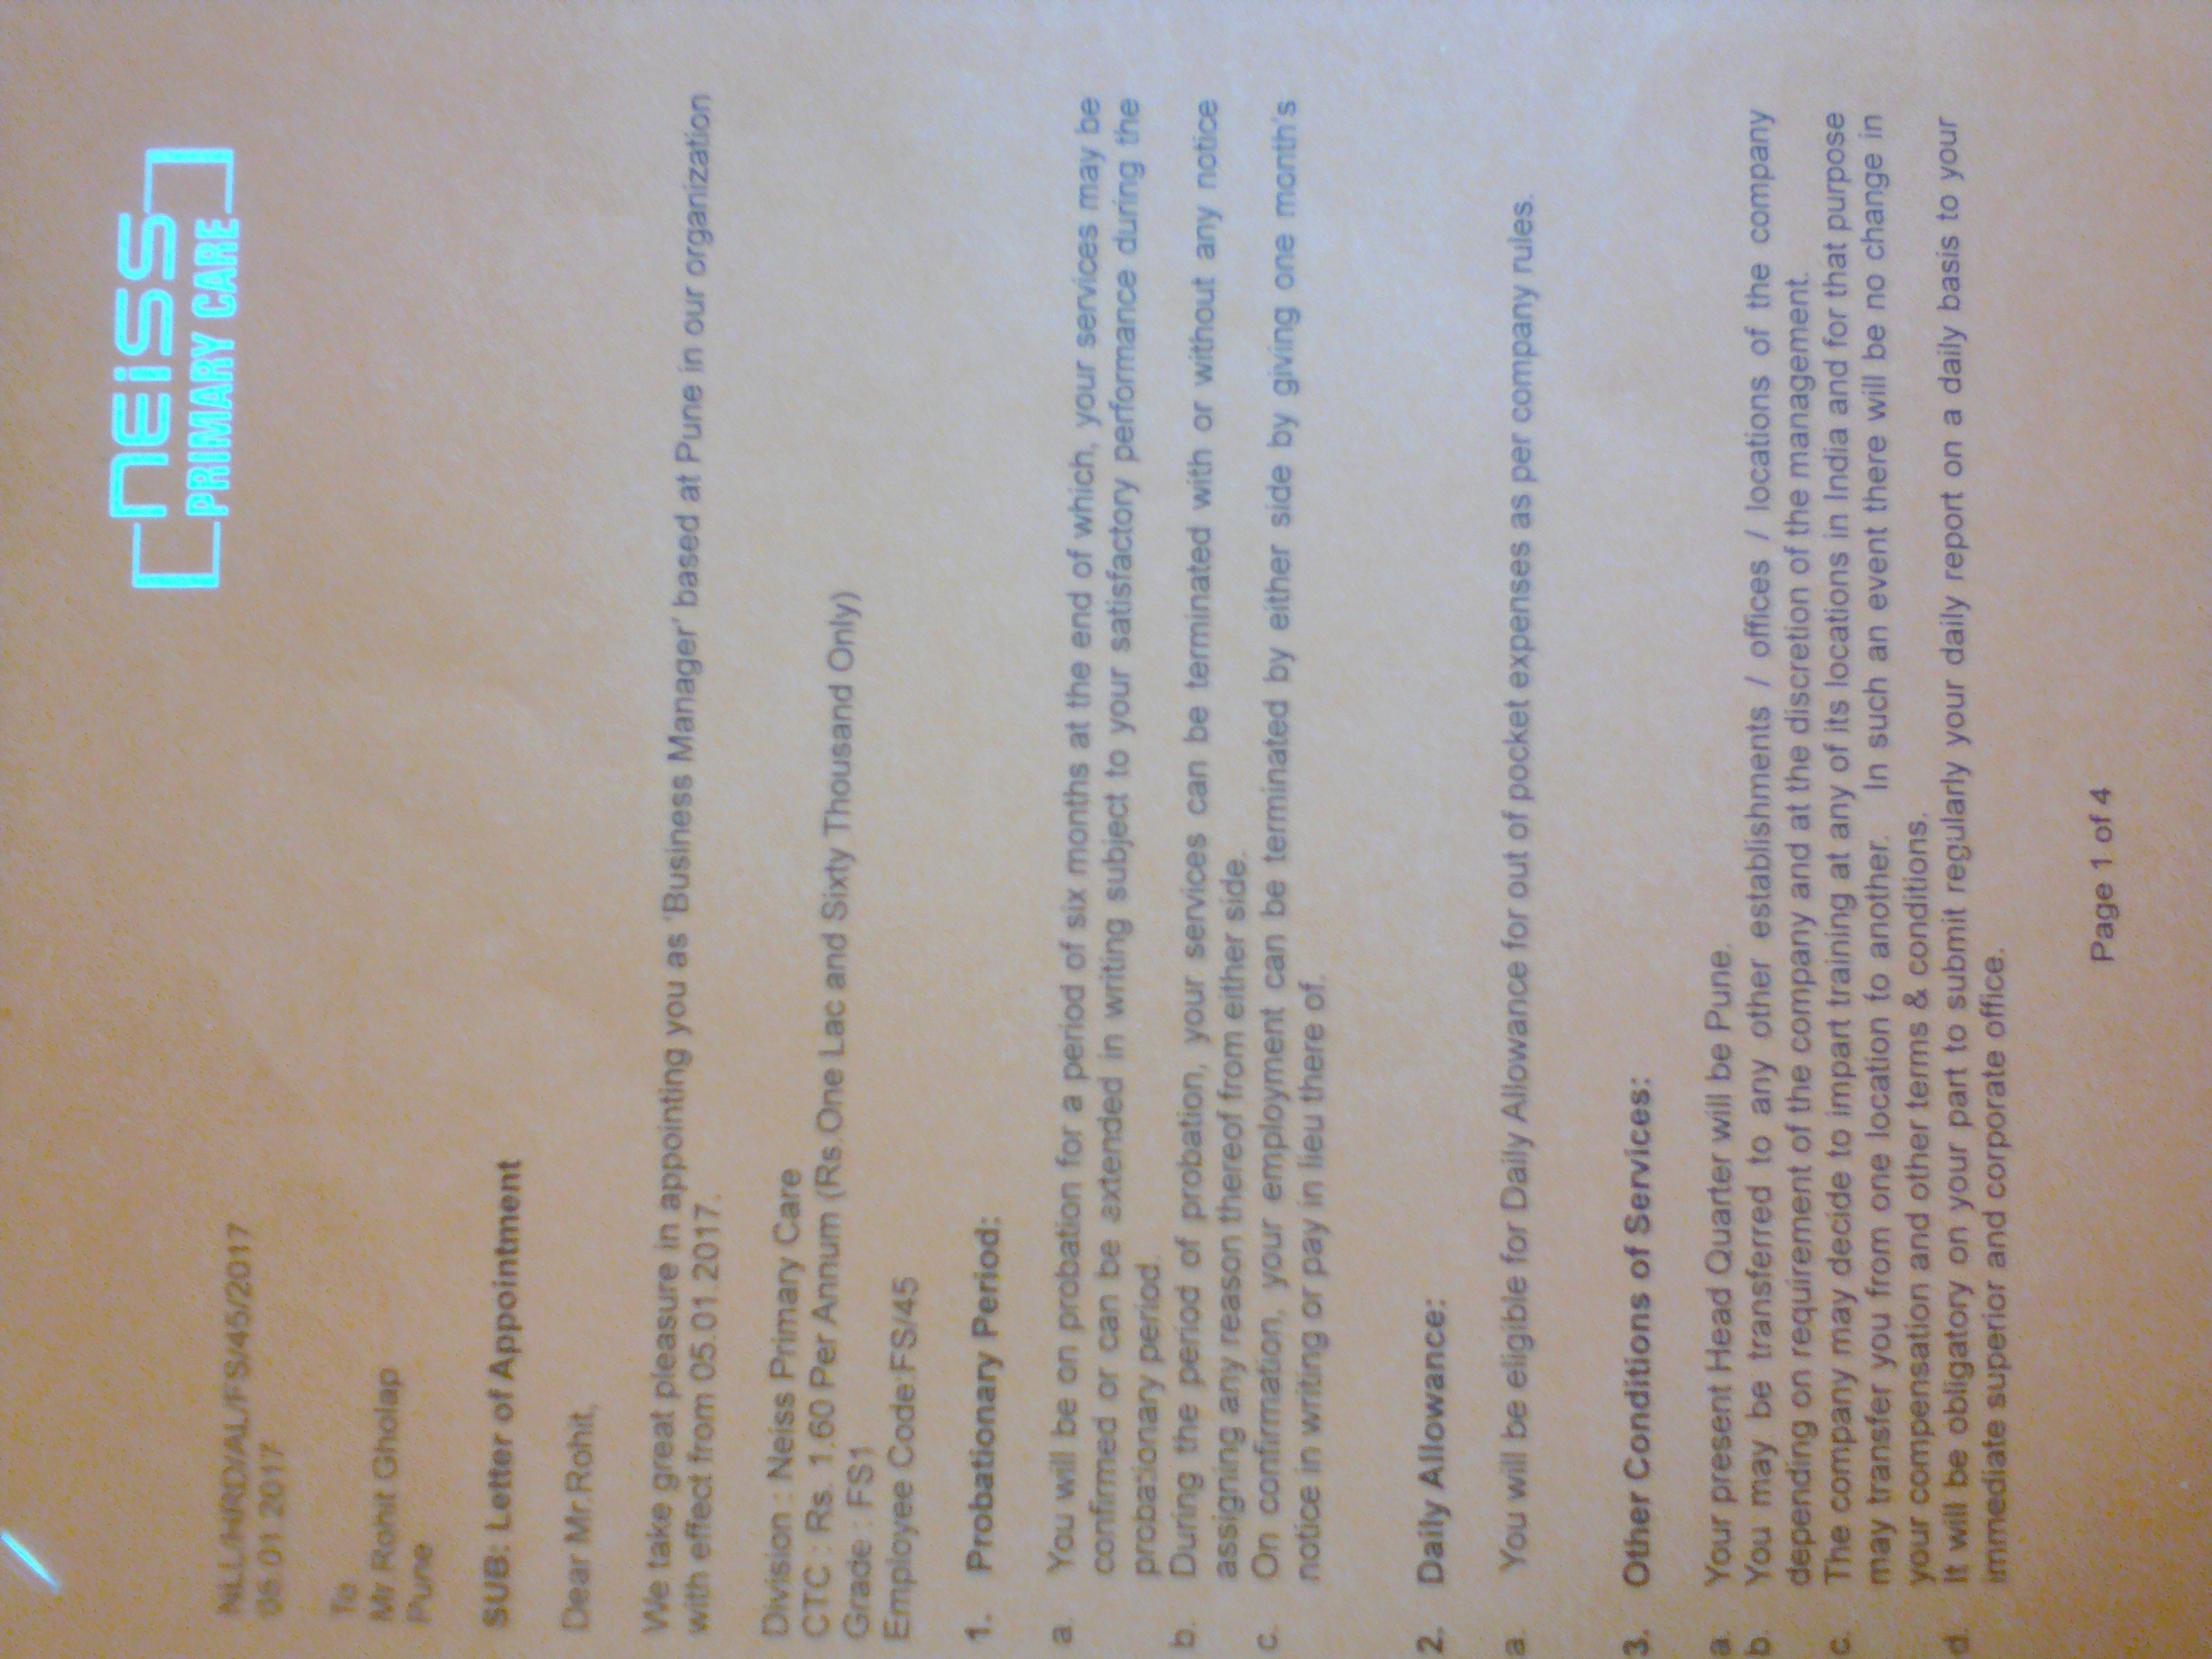 neiss
PRIMARY CARE
NLL/HRD/AL/FS/45/2017
05.01.2017
To
Mr Rohit Gholap
Pune
SUB: Letter of Appointment
Dear Mr.Rohit,
We take great pleasure in appointing you as 'Business Manager' based at Pune in our organization
with effect from 05.01.2017.
Division : Neiss Primary Care
CTC : Rs. 1.60 Per Annum (Rs.One Lac and Sixty Thousand Only)
Grade : FS1
Employee Code:FS/45
1. Probationary Period:
a. You will be on probation for a period of six months at the end of which, your services may be
confirmed or can be extended in writing subject to your satisfactory performance during the
probationary period.
b. During the period of probation, your services can be terminated with or without any notice
assigning any reason thereof from either side.
c. On confirmation, your employment can be terminated by either side by giving one month's
notice in writing or pay in lieu there of.
2. Daily Allowance:
a. You will be eligible for Daily Allowance for out of pocket expenses as per company rules.
3. Other Conditions of Services:
a. Your present Head Quarter will be Pune.
b. You may be transferred to any other establishments / offices / locations of the company
depending on requirement of the company and at the discretion of the management.
c. The company may decide to impart training at any of its locations in India and for that purpose
may transfer you from one location to another. In such an event there will be no change in
your compensation and other terms & conditions.
d. It will be obligatory on your part to submit regularly your daily report on a daily basis to your
immediate superior and corporate office.
Page 1 of 4